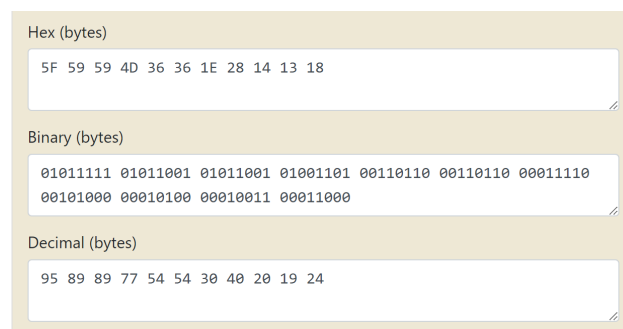 Hex (bytes)
5F 59 59 4D 36 36 1E 28 14 13 18
Binary (bytes)
01011111 01011001 01011001 01001101 00110110 00110110 00011110
00101000 00010100 00010011 00011000
Decimal (bytes)
95 89 89 77 54 54 30 40 20 19 24